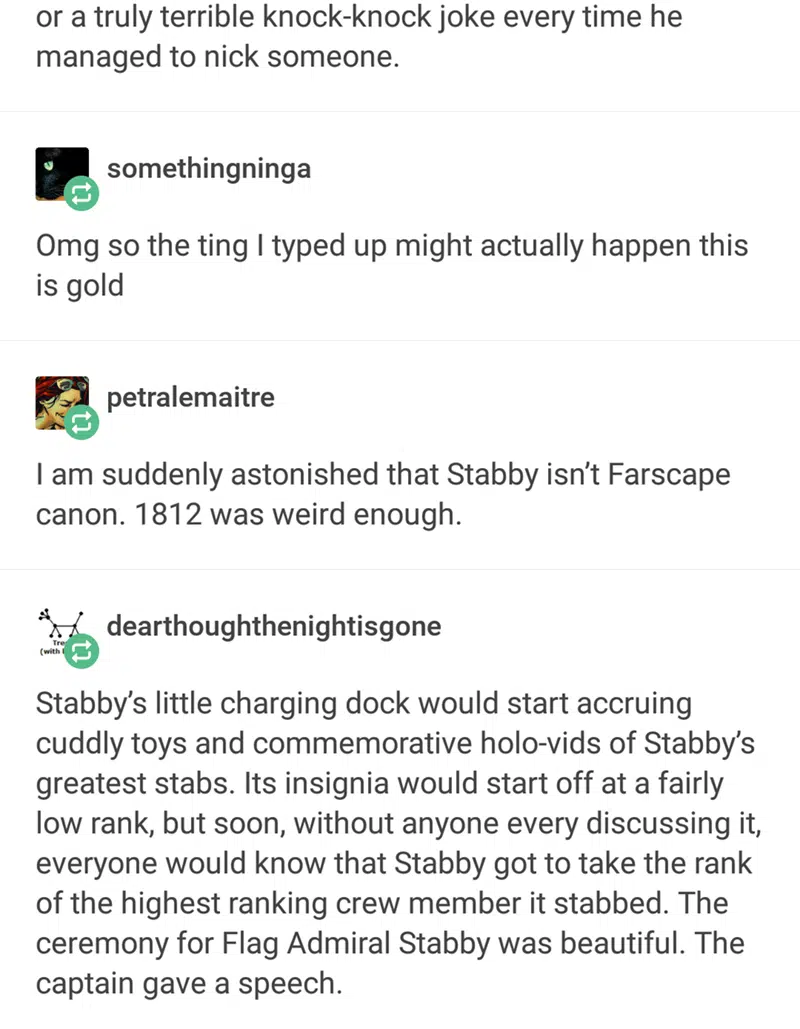 or a truly terrible knock-knock joke every time he
managed to nick someone.
somethingninga
Omg so the ting I typed up might actually happen this
is gold
petralemaitre
I am suddenly astonished that Stabby isn’t Farscape
canon. 1812 was weird enough.
dearthoughthenightisgone
Tre
(with
Stabby’s little charging dock would start accruing
cuddly toys and commemorative holo-vids of Stabby’s
greatest stabs. Its insignia would start off at a fairly
low rank, but soon, without anyone every discussing it,
everyone would know that Stabby got to take the rank
of the highest ranking crew member it stabbed. The
ceremony for Flag Admiral Stabby was beautiful. The
captain gave a speech.